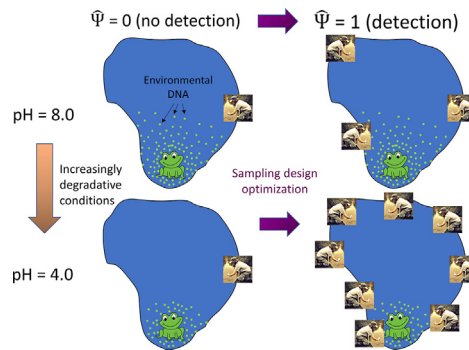 Ψ̂ = 0 (no detection)
Ψ̂ = 1 (detection)
Environmental
DNA
pH = 8.0
Increasingly
degradative
conditions
Sampling design
optimization
pH = 4.0